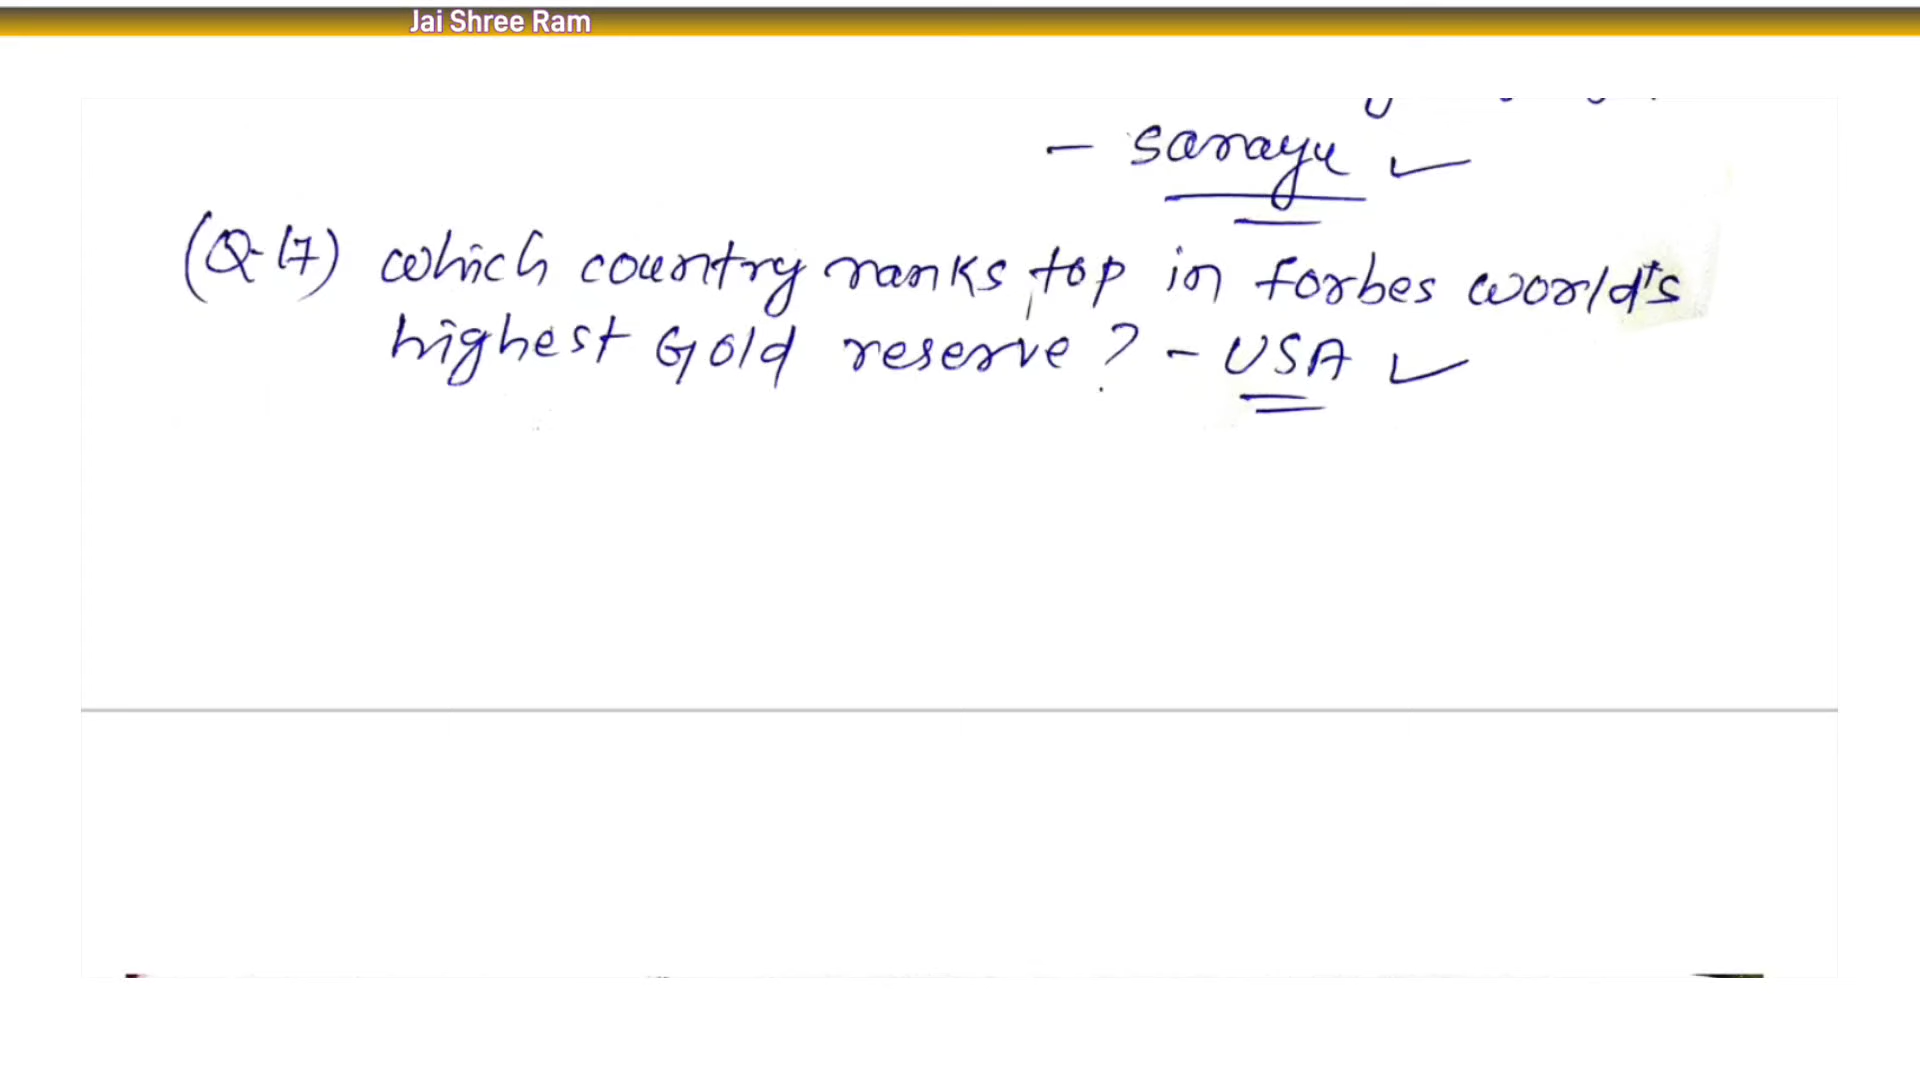 Jai Shree Ram
- Sarayu
(Q-17) which country ranks top in forbes world's
highest Gold reserve? - USA